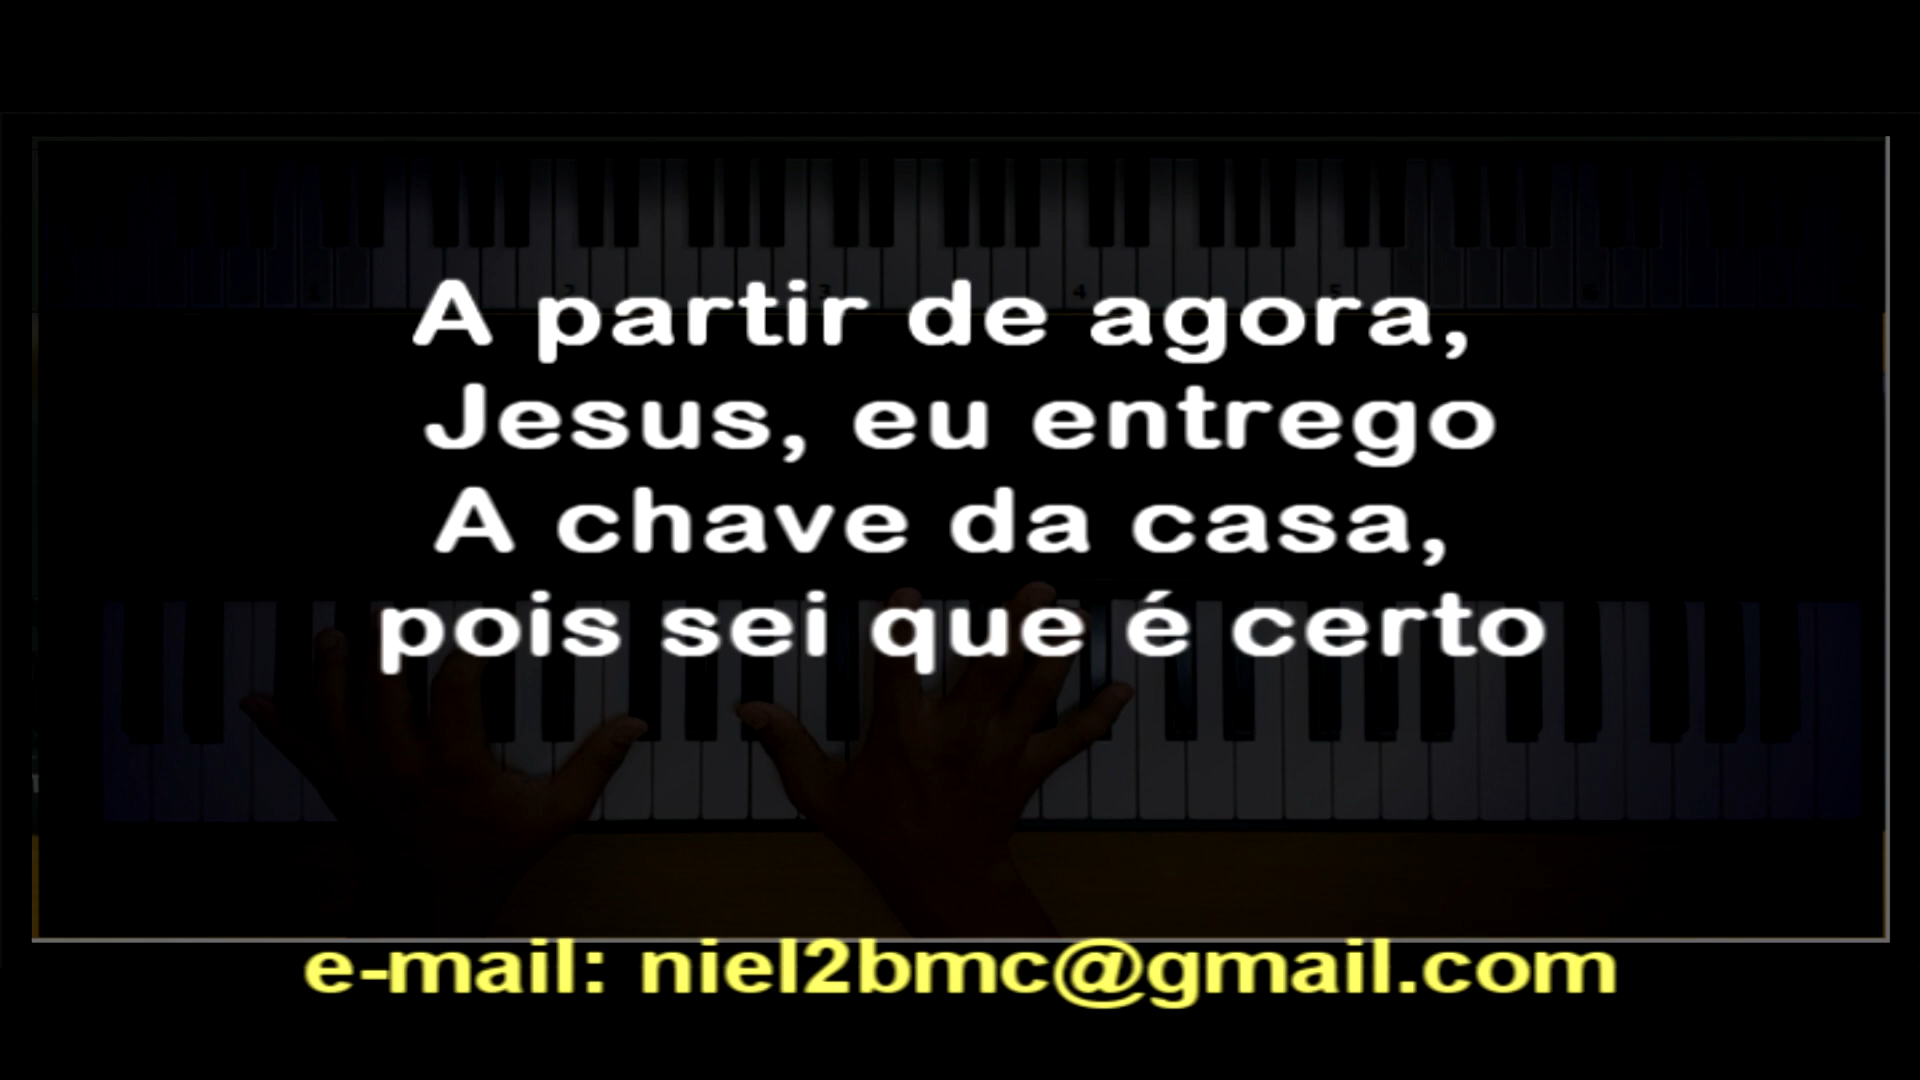 A partir de agora,
Jesus, eu entrego
A chave da casa,
pois sei que é certo
e-mail: niel2bmc@gmail.com